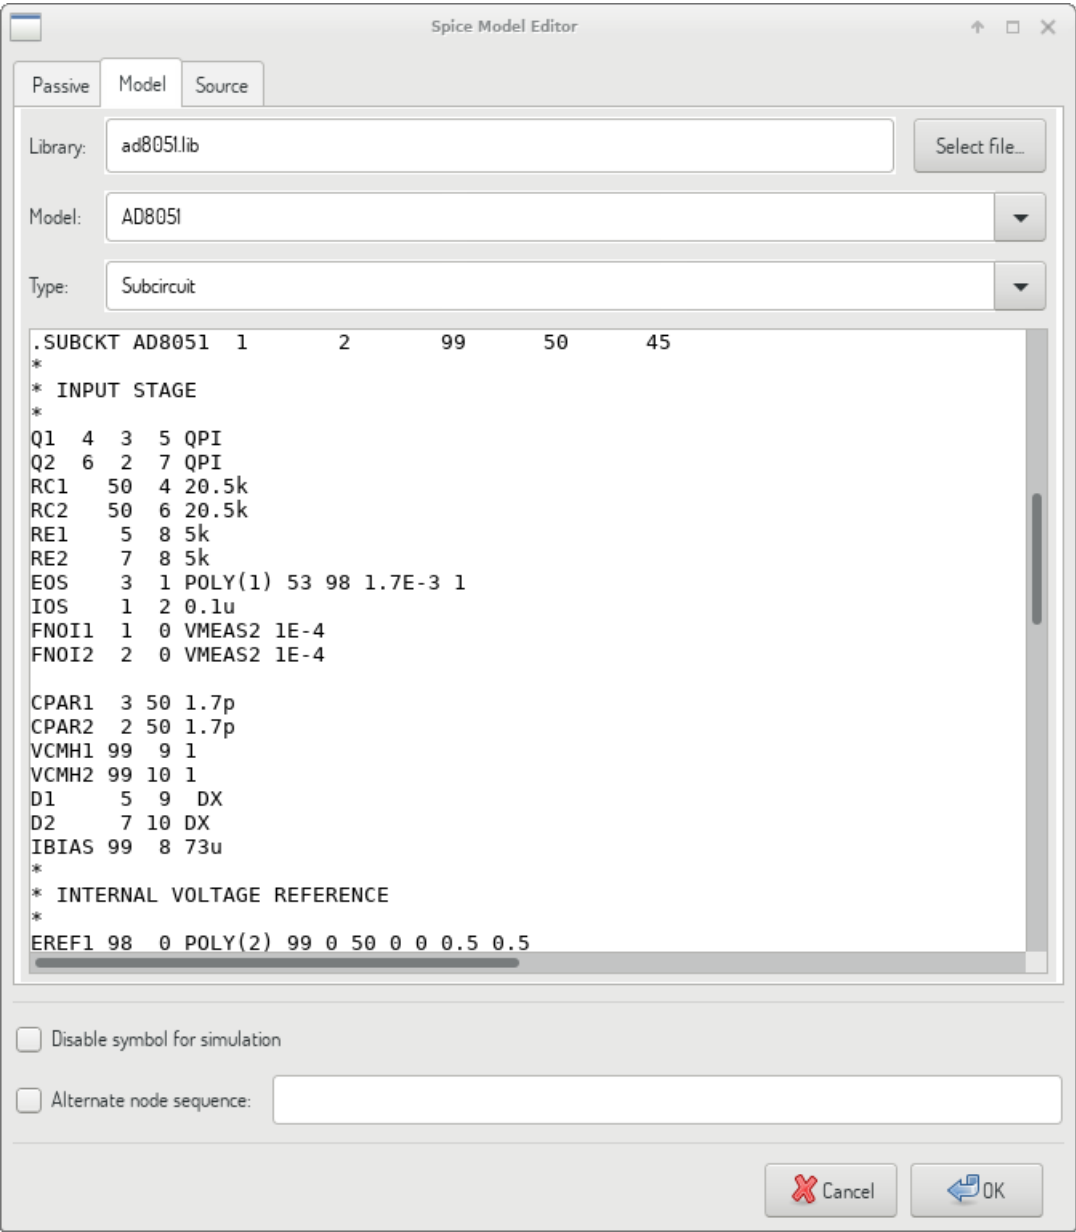 Spice Model Editor
Passive Model Source
Library: ad8051.lib Select file...
Model: AD8051
Type: Subcircuit
.SUBCKT AD8051  1       2       99      50      45
*
* INPUT STAGE
*
Q1  4  3  5 QPI
Q2  6  2  7 QPI
RC1   50  4 20.5k
RC2   50  6 20.5k
RE1    5  8 5k
RE2    7  8 5k
EOS    3  1 POLY(1) 53 98 1.7E-3 1
IOS    1  2 0.1u
FNOI1  1  0 VMEAS2 1E-4
FNOI2  2  0 VMEAS2 1E-4
CPAR1  3 50 1.7p
CPAR2  2 50 1.7p
VCMH1 99  9 1
VCMH2 99 10 1
D1     5  9  DX
D2     7 10 DX
IBIAS 99  8 73u
*
* INTERNAL VOLTAGE REFERENCE
*
EREF1 98  0 POLY(2) 99 0 50 0 0 0.5 0.5
Disable symbol for simulation
Alternate node sequence:
Cancel OK